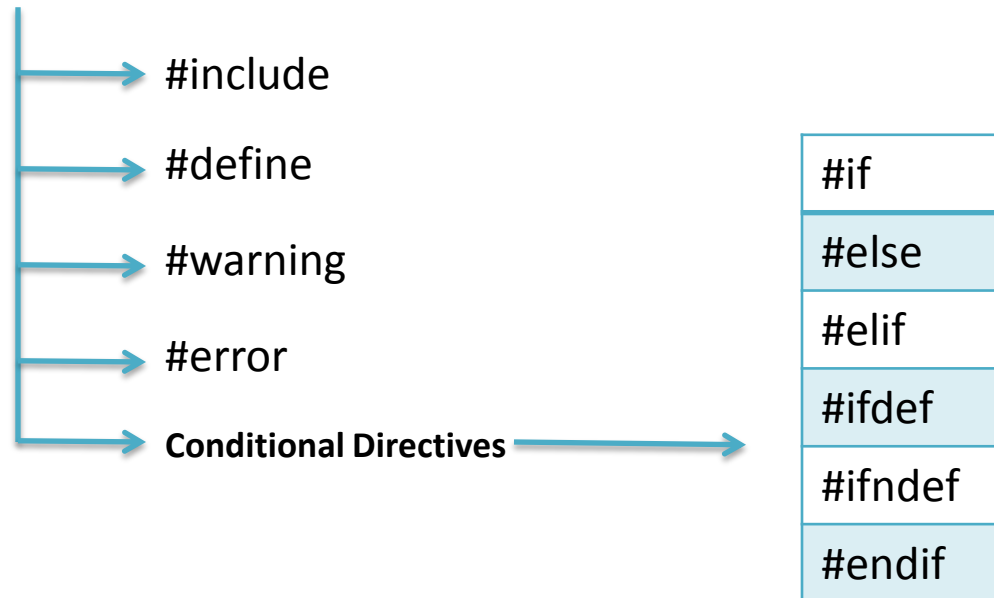 #include
#define
#warning
#error
Conditional Directives
#if
#else
#elif
#ifdef
#ifndef
#endif